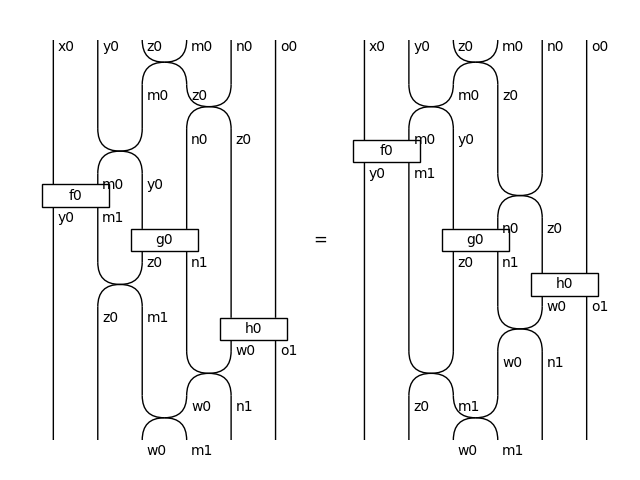 x0 y0 z0 m0 n0 o0 x0 y0 z0 m0 n0 o0
m0 z0 m0 z0
n0 z0 m0 y0
f0
y0 m1
m0 y0
f0
y0 m1
n0 z0
g0 = g0
z0 n1 z0 n1
h0
w0 o1
z0 m1
h0
w0 o1
w0 n1
w0 n1 z0 m1
w0 m1 w0 m1